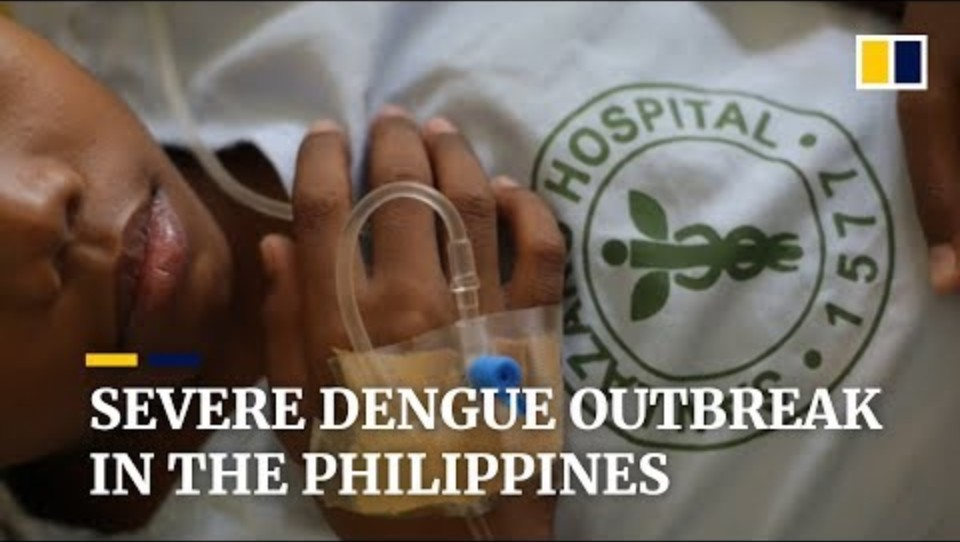 HOSPITAL • 1577 •
SEVERE DENGUE OUTBREAK
IN THE PHILIPPINES